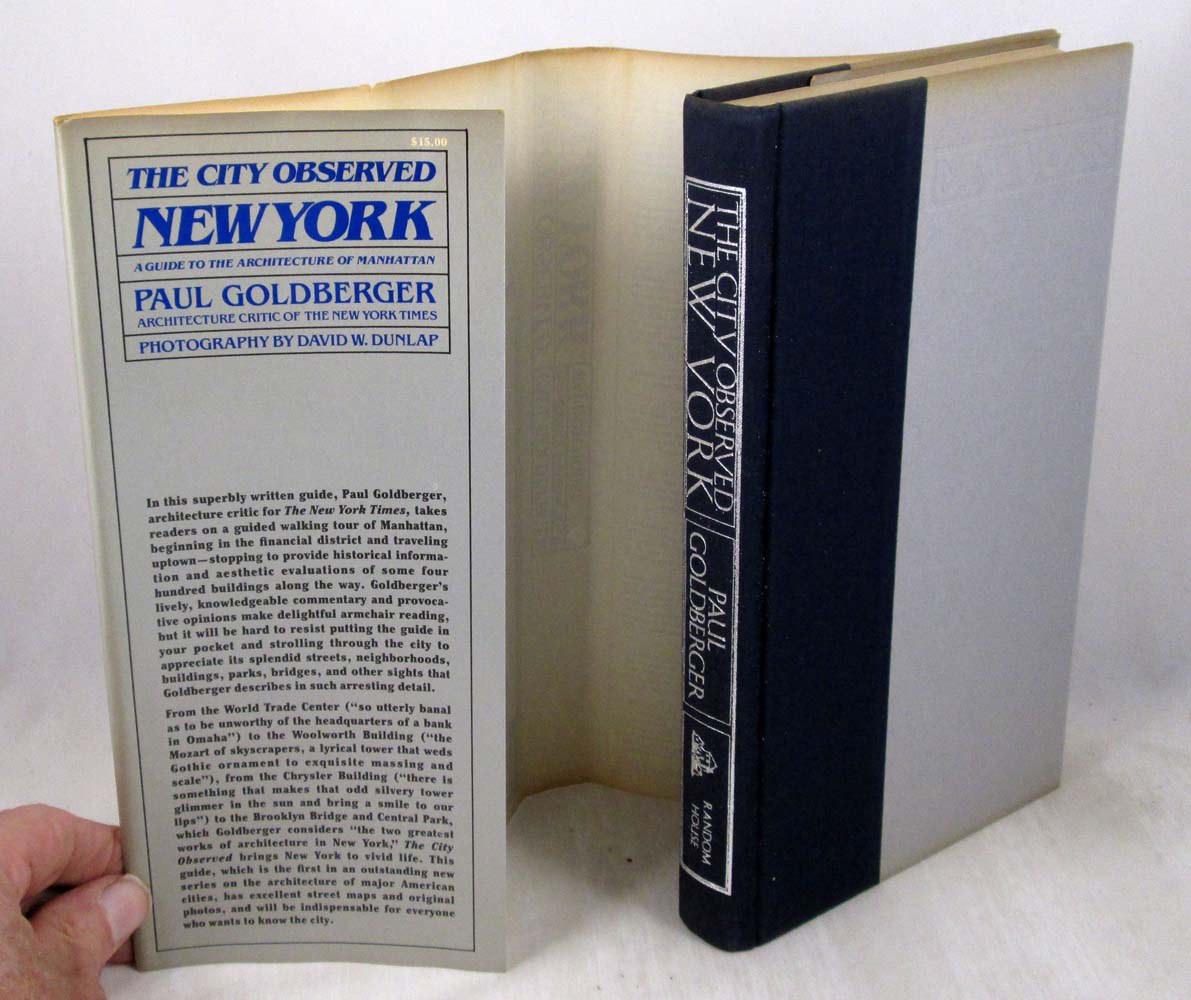 $15.00
THE CITY OBSERVED
NEW YORK
A GUIDE TO THE ARCHITECTURE OF MANHATTAN
PAUL GOLDBERGER
ARCHITECTURE CRITIC OF THE NEW YORK TIMES
PHOTOGRAPHY BY DAVID W. DUNLAP
In this superbly written guide, Paul Goldberger,
architecture critic for The New York Times, takes
readers on a guided walking tour of Manhattan,
beginning in the financial district and traveling
uptown—stopping to provide historical informa-
tion and aesthetic evaluations of some four
hundred buildings along the way. Goldberger's
lively, knowledgeable commentary and provoca-
tive opinions make delightful armchair reading,
but it will be hard to resist putting the guide in
your pocket and strolling through the city to
appreciate its splendid streets, neighborhoods,
buildings, parks, bridges, and other sights that
Goldberger describes in such arresting detail.
From the World Trade Center ("so utterly banal
as to be unworthy of the headquarters of a bank
in Omaha") to the Woolworth Building ("the
Mozart of skyscrapers, a lyrical tower that weds
Gothic ornament to exquisite massing and
scale"), from the Chrysler Building ("there is
something that makes that odd silvery tower
glimmer in the sun and bring a smile to our
lips") to the Brooklyn Bridge and Central Park,
which Goldberger considers "the two greatest
works of architecture in New York," The City
Observed brings New York to vivid life. This
guide, which is the first in an outstanding new
series on the architecture of major American
cities, has excellent street maps and original
photos, and will be indispensable for everyone
who wants to know the city.
THE CITY OBSERVED
NEW YORK
PAUL
GOLDBERGER
RANDOM
HOUSE